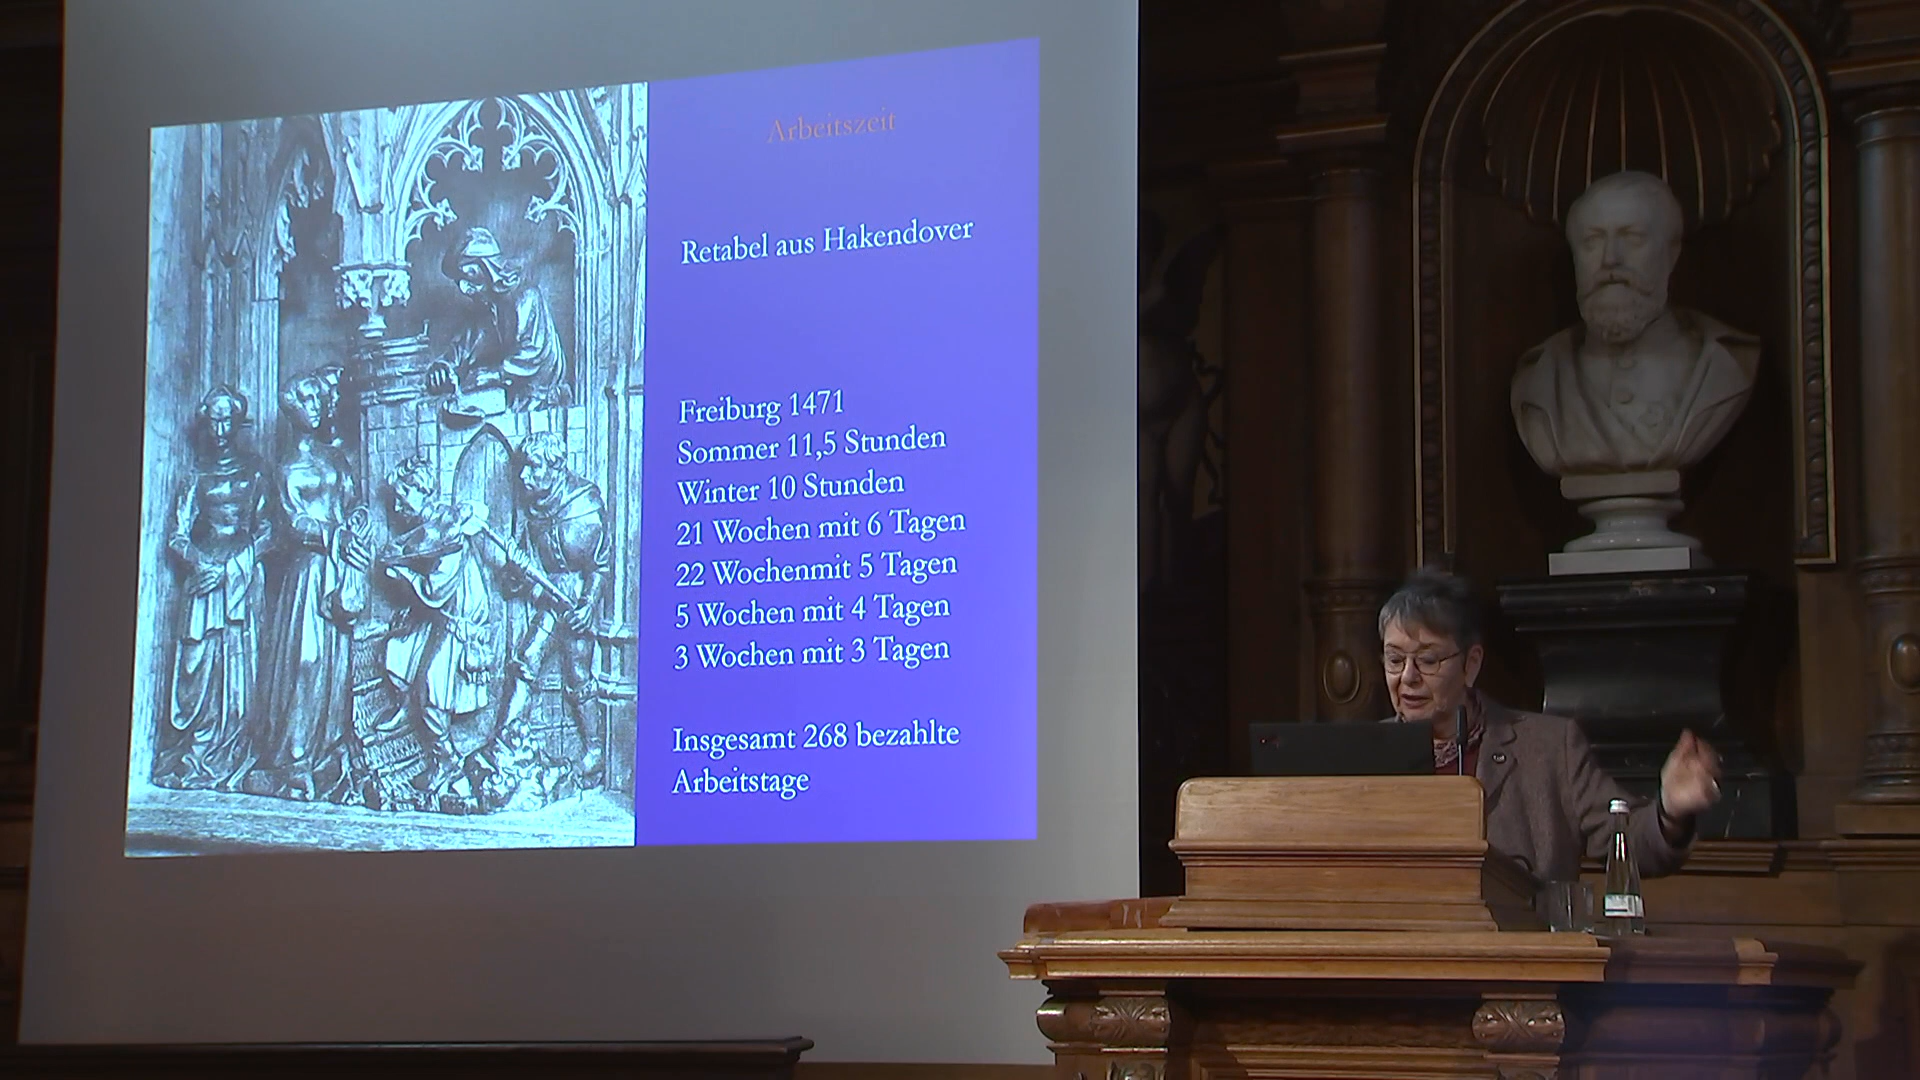 Arbeitszeit
Retabel aus Hakendover
Freiburg 1471
Sommer 11,5 Stunden
Winter 10 Stunden
21 Wochen mit 6 Tagen
22 Wochenmit 5 Tagen
5 Wochen mit 4 Tagen
3 Wochen mit 3 Tagen
Insgesamt 268 bezahlte
Arbeitstage